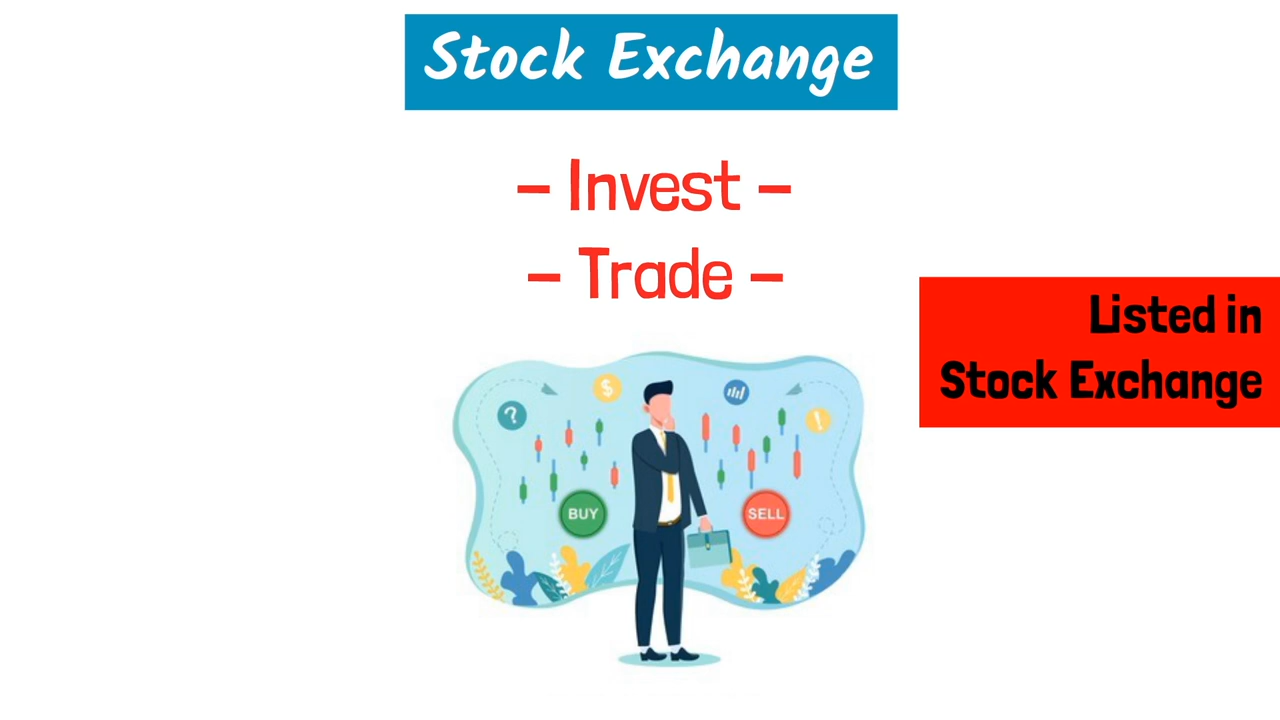 Stock Exchange
– Invest –
– Trade –
Listed in
Stock Exchange
?
$
!
BUY
SELL